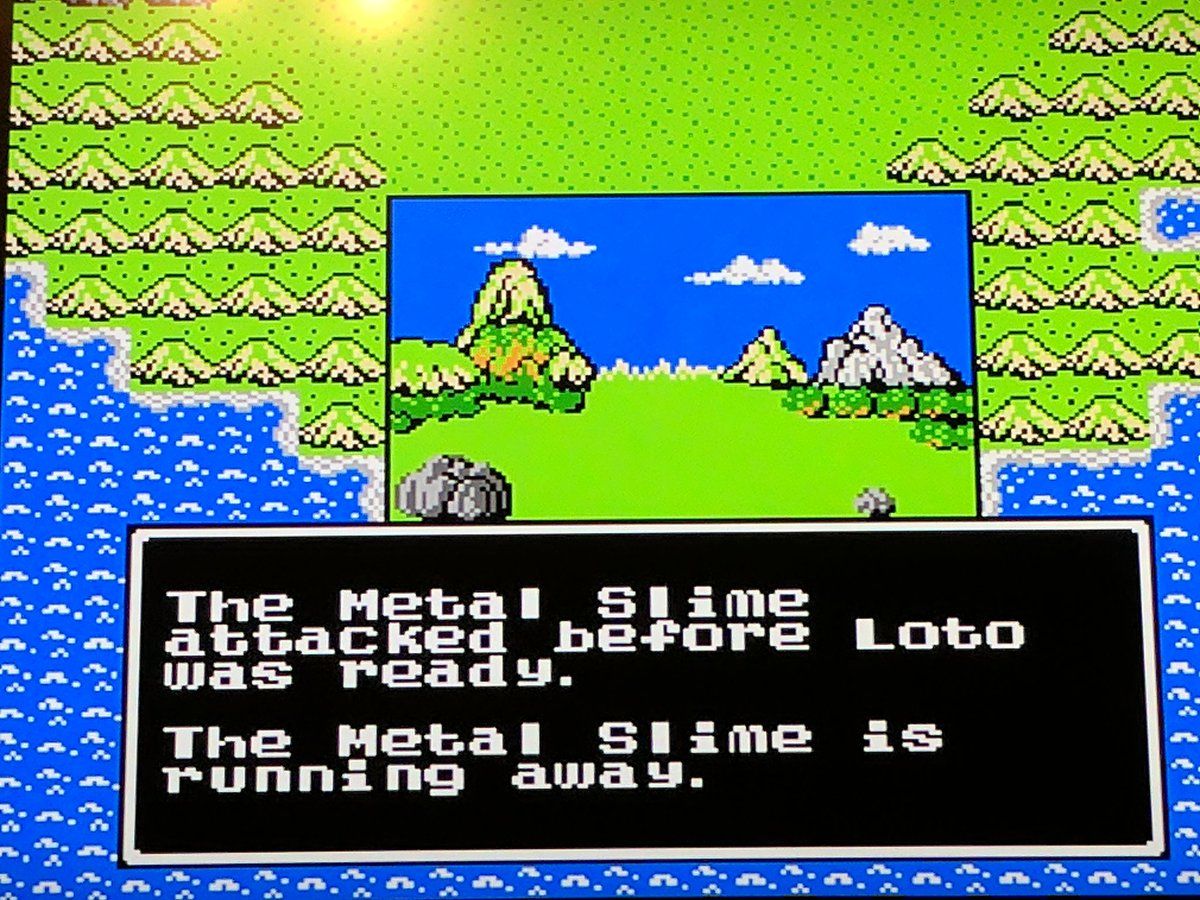 The Metal Slime
attacked before Loto
was ready.
The Metal Slime is
running away.